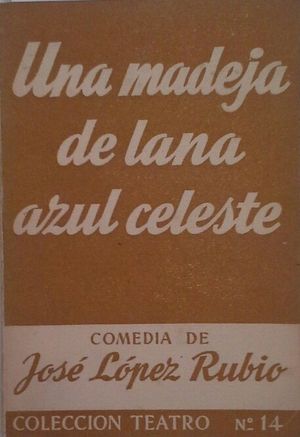 Una madeja
de lana
azul celeste
COMEDIA DE
José López Rubio
COLECCION TEATRO Nº 14